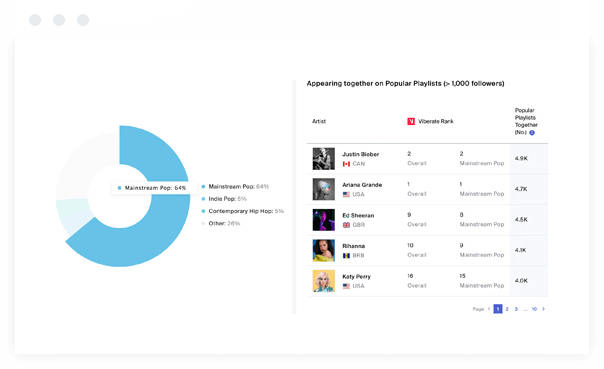 Mainstream Pop: 64%
Mainstream Pop: 64%
Indie Pop: 5%
Contemporary Hip Hop: 5%
Other: 26%
Appearing together on Popular Playlists (> 1,000 followers)
Artist
V Viberate Rank
Popular
Playlists
Together
(No.) i
Justin Bieber 2 2 4.9K
CAN Overall Mainstream Pop
Ariana Grande 1 1 4.7K
USA Overall Mainstream Pop
Ed Sheeran 9 8 4.5K
GBR Overall Mainstream Pop
Rihanna 10 9 4.1K
BRB Overall Mainstream Pop
Katy Perry 16 15 4.0K
USA Overall Mainstream Pop
Page < 1 2 3 ... 10 >